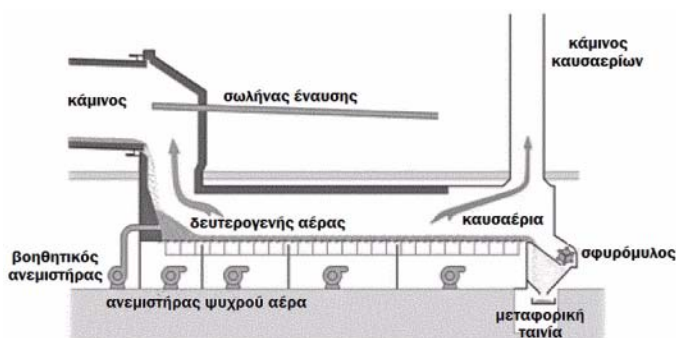 κάμινος
καυσαερίων
κάμινος
σωλήνας έναυσης
δευτερογενής αέρας
καυσαέρια
βοηθητικός
ανεμιστήρας
σφυρόμυλος
ανεμιστήρας ψυχρού αέρα
μεταφορική
ταινία